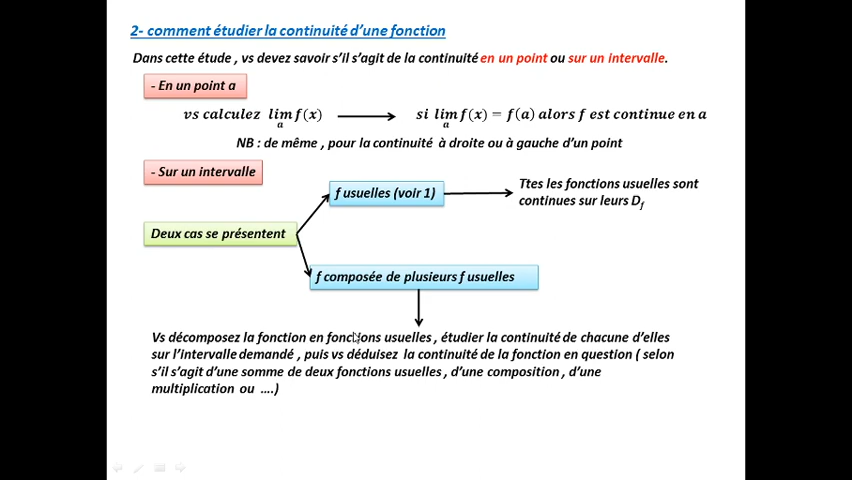 2- comment étudier la continuité d'une fonction
Dans cette étude , vs devez savoir s'il s'agit de la continuité en un point ou sur un intervalle.
- En un point a
vs calculez lim f(x) si lim f(x) = f(a) alors f est continue en a
a a
NB : de même , pour la continuité à droite ou à gauche d'un point
- Sur un intervalle
f usuelles (voir 1)
Ttes les fonctions usuelles sont
continues sur leurs Df
Deux cas se présentent
f composée de plusieurs f usuelles
Vs décomposez la fonction en fonctions usuelles , étudier la continuité de chacune d'elles
sur l'intervalle demandé , puis vs déduisez la continuité de la fonction en question ( selon
s'il s'agit d'une somme de deux fonctions usuelles , d'une composition , d'une
multiplication ou ….)